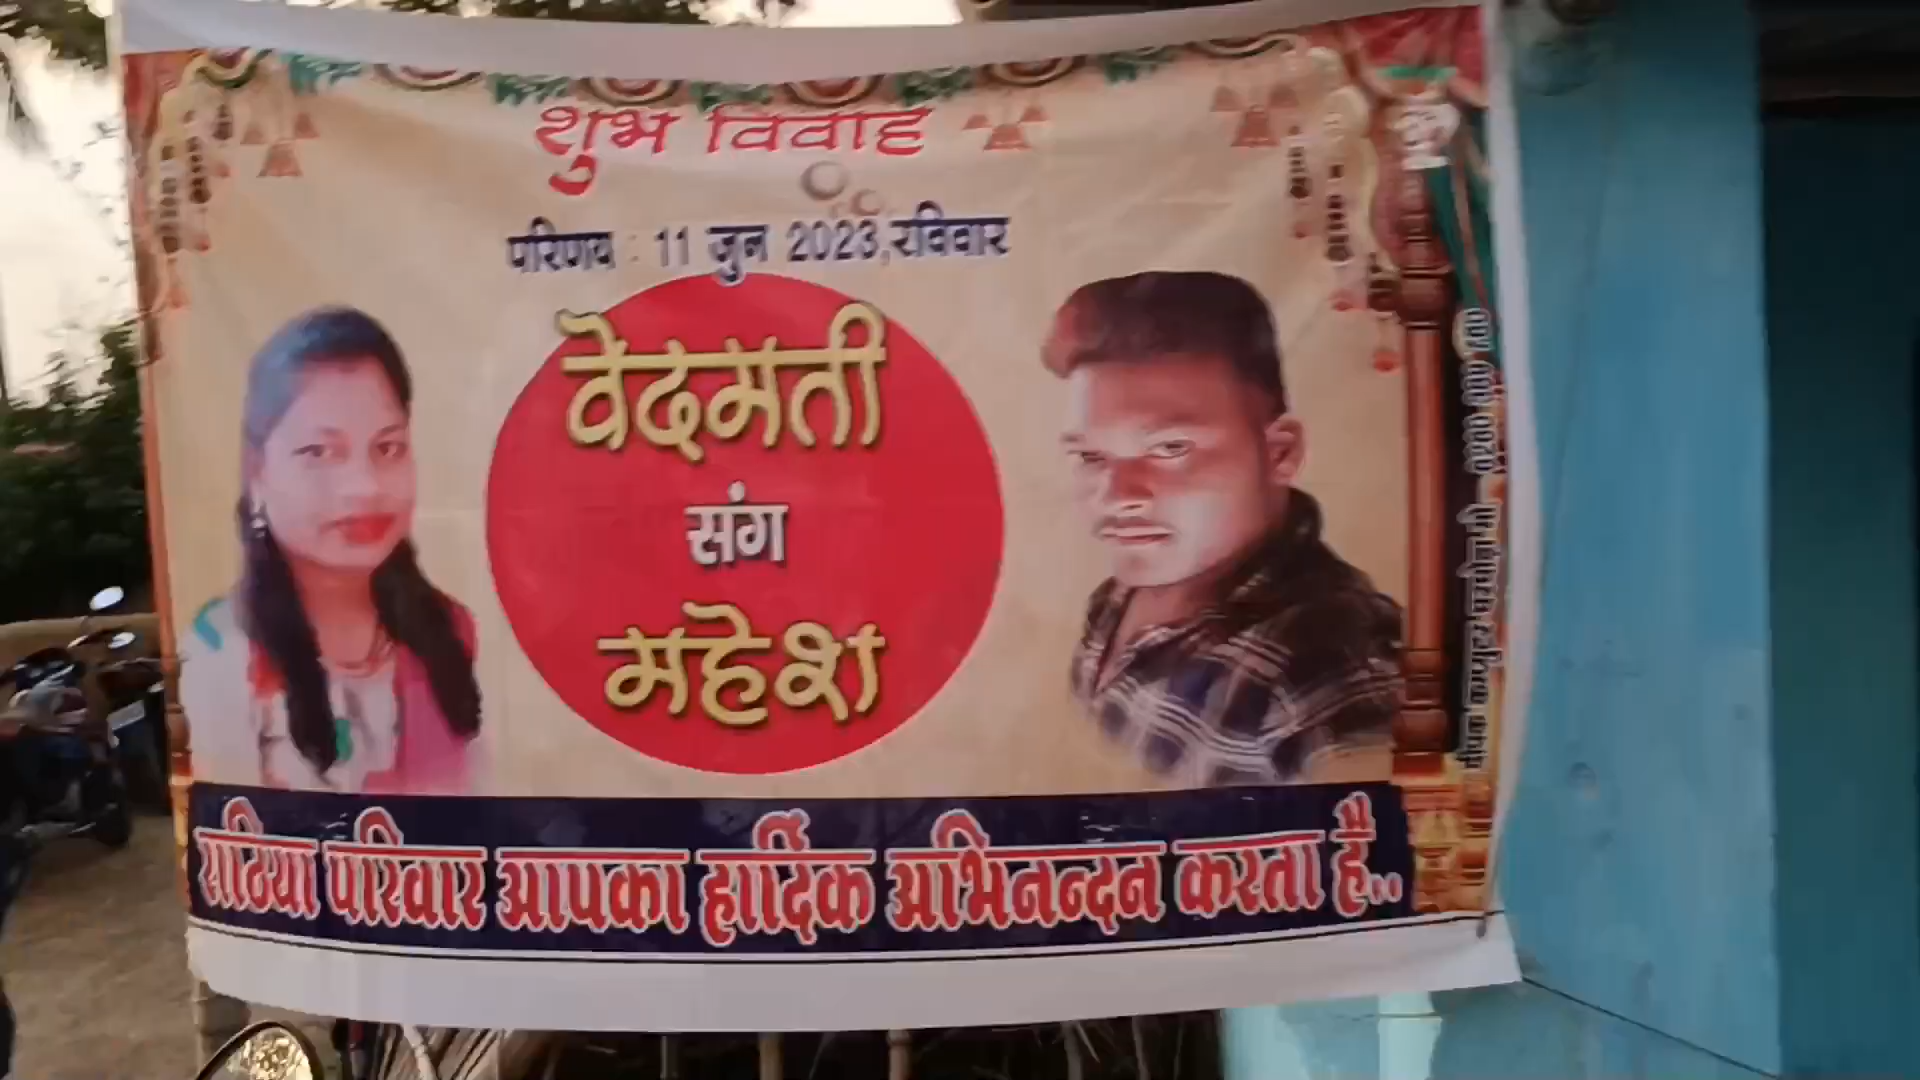 शुभ विवाह
परिणय : 11 जुन 2023,रविवार
वेदमती
संग
महेश
राठिया परिवार आपका हार्दिक अभिनन्दन करता है..